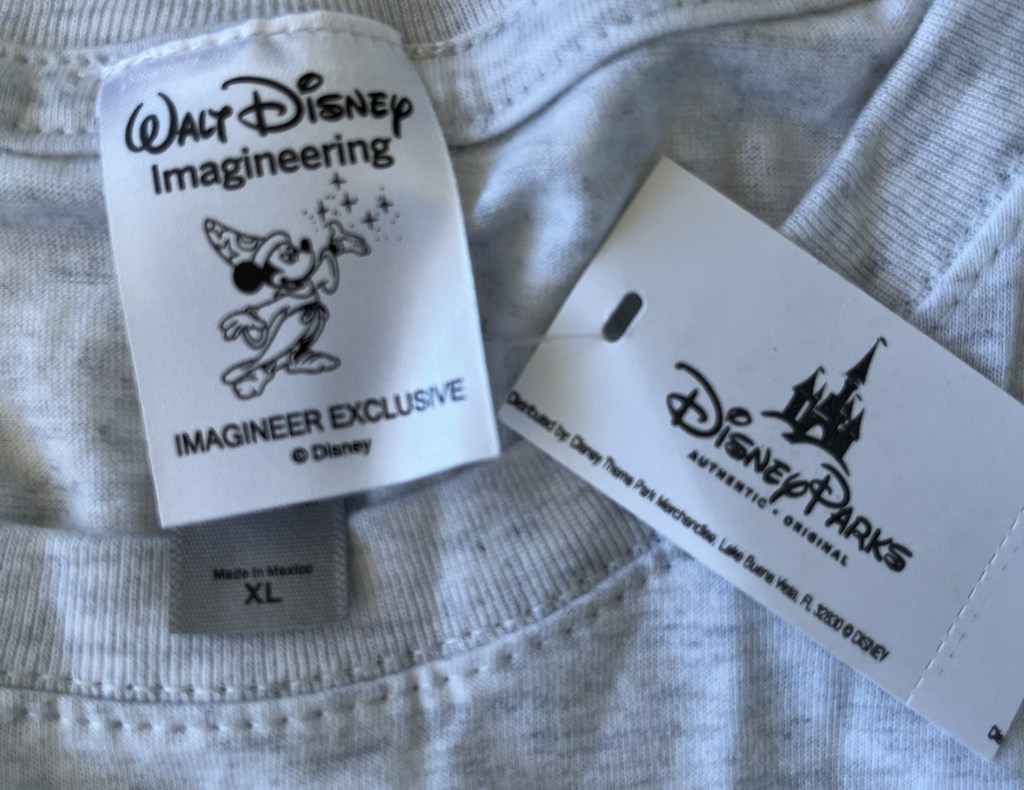 WALT DISNEY
Imagineering
IMAGINEER EXCLUSIVE
© Disney
Made in Mexico
XL
DISNEY PARKS
AUTHENTIC • ORIGINAL
Distributed by: Disney Theme Park Merchandise, Lake Buena Vista, FL 32830 © DISNEY